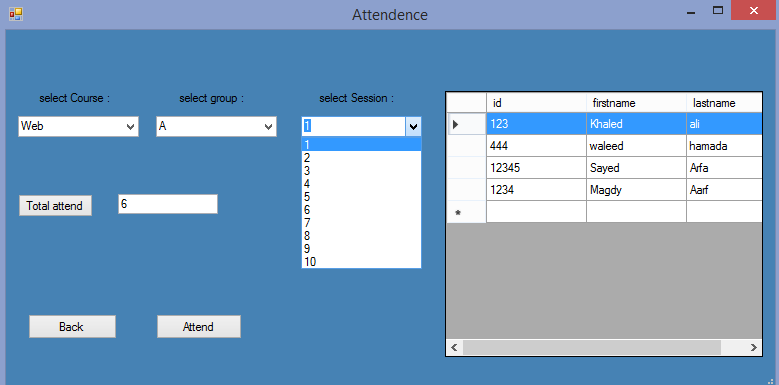 Attendence
select Course :
select group :
select Session :
Web
A
1
1
2
3
4
5
6
7
8
9
10
Total attend
6
Back
Attend
id firstname lastname
123 Khaled ali
444 waleed hamada
12345 Sayed Arfa
1234 Magdy Aarf
*